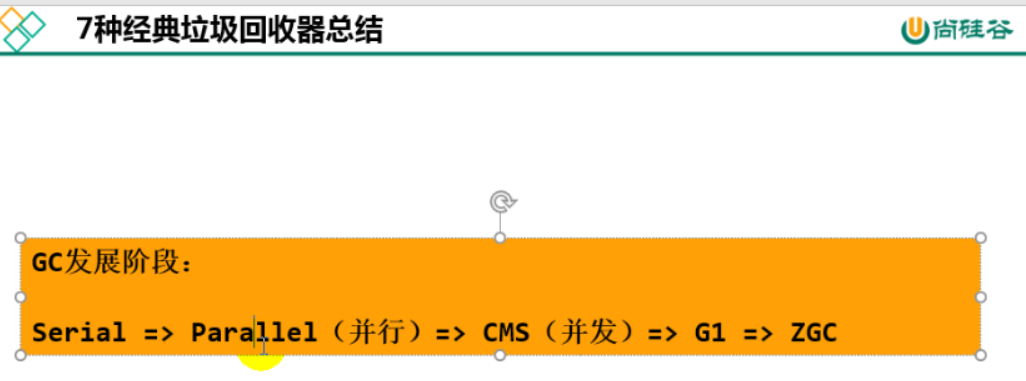 7种经典垃圾回收器总结
尚硅谷
GC发展阶段：
Serial => Parallel（并行）=> CMS（并发）=> G1 => ZGC